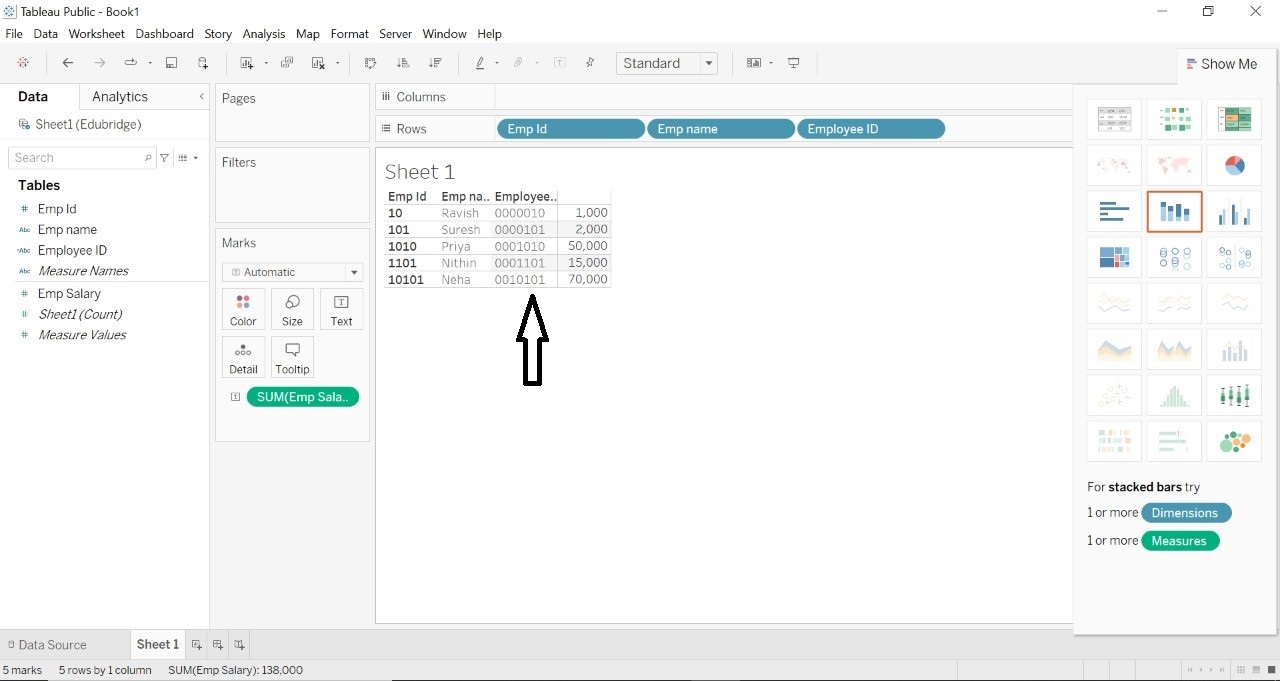 Tableau Public - Book1
File Data Worksheet Dashboard Story Analysis Map Format Server Window Help
Standard
Show Me
Data Analytics
Sheet1 (Edubridge)
Search
Tables
# Emp Id
Abc Emp name
=Abc Employee ID
Abc Measure Names
# Emp Salary
# Sheet1 (Count)
# Measure Values
Pages
Filters
Marks
Automatic
Color Size Text
Detail Tooltip
SUM(Emp Sala..
Columns
Rows Emp Id Emp name Employee ID
Sheet 1
Emp Id Emp na.. Employee..
10 Ravish 0000010 1,000
101 Suresh 0000101 2,000
1010 Priya 0001010 50,000
1101 Nithin 0001101 15,000
10101 Neha 0010101 70,000
For stacked bars try
1 or more Dimensions
1 or more Measures
Data Source Sheet 1
5 marks 5 rows by 1 column SUM(Emp Salary): 138,000